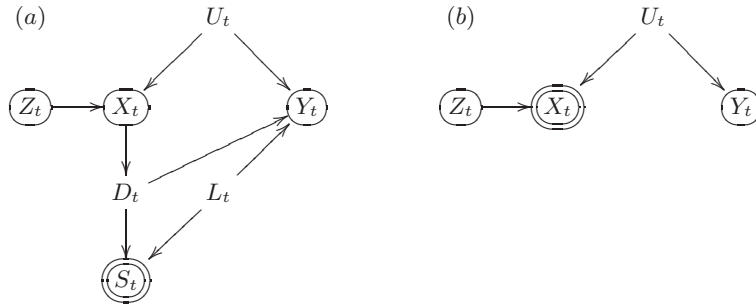 (a) U_t (b) U_t
Z_t X_t Y_t Z_t X_t Y_t
D_t L_t
S_t